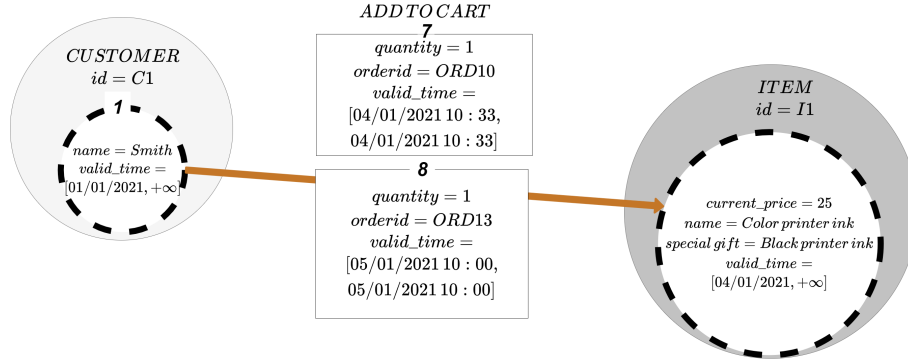 CUSTOMER
id = C1
1
name = Smith
valid_time =
[01/01/2021, +∞]
ADD TO CART
7
quantity = 1
orderid = ORD10
valid_time =
[04/01/2021 10 : 33,
04/01/2021 10 : 33]
8
quantity = 1
orderid = ORD13
valid_time =
[05/01/2021 10 : 00,
05/01/2021 10 : 00]
ITEM
id = I1
current_price = 25
name = Color printer ink
special gift = Black printer ink
valid_time =
[04/01/2021, +∞]